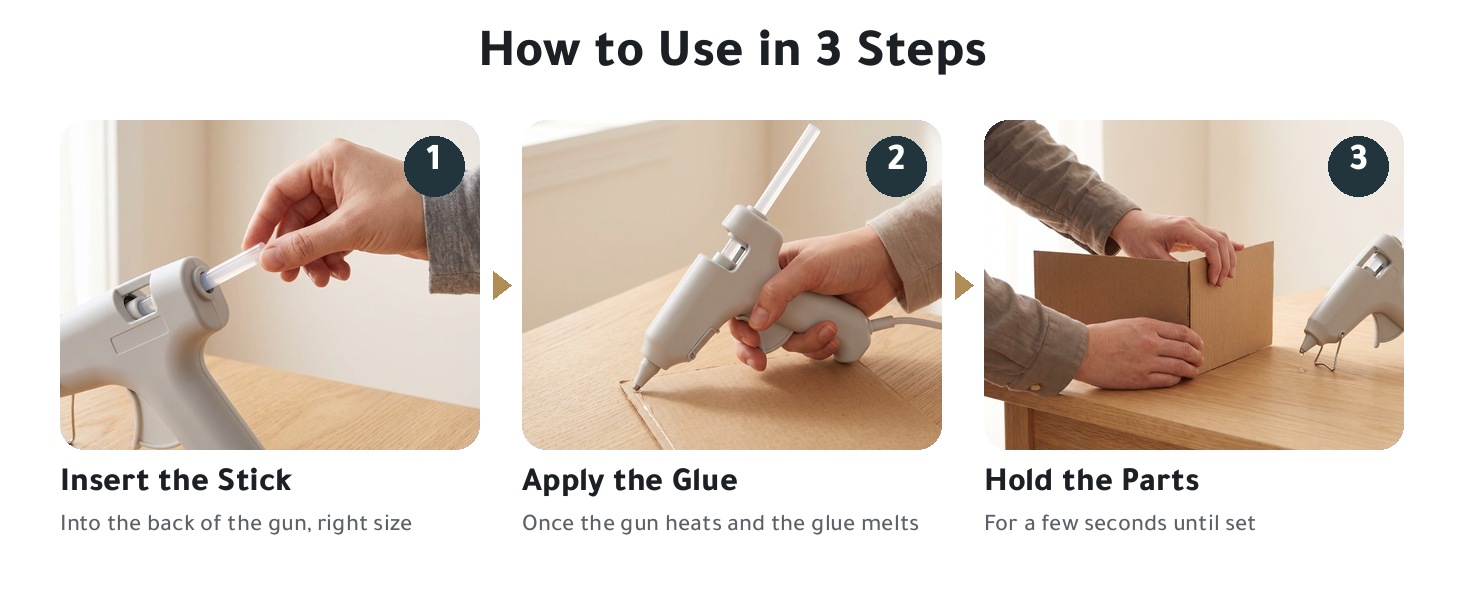 How to Use in 3 Steps
1
2
3
Insert the Stick
Into the back of the gun, right size
Apply the Glue
Once the gun heats and the glue melts
Hold the Parts
For a few seconds until set